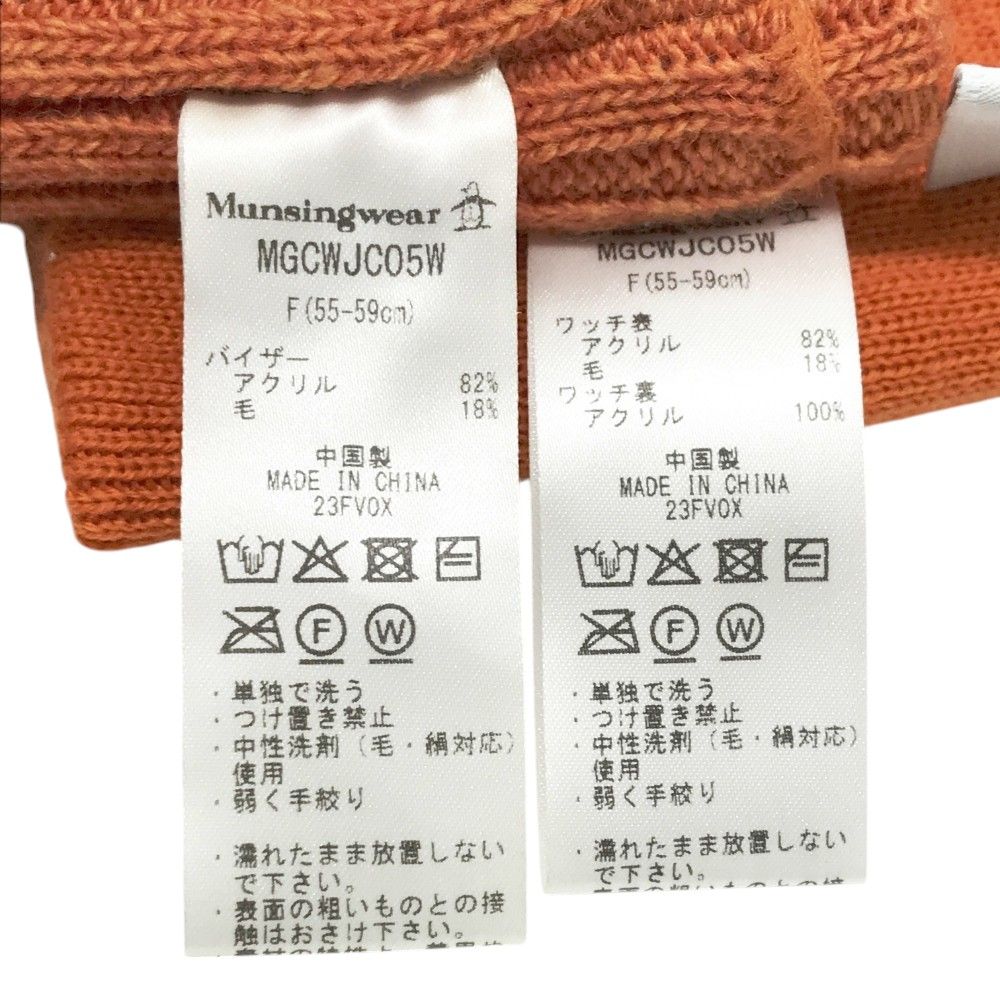 Munsingwear
MGCWJC05W
F(55-59cm)
バイザー
アクリル 82%
毛 18%
中国製
MADE IN CHINA
23FVOX
F W
・単独で洗う
・つけ置き禁止
・中性洗剤(毛・絹対応)
使用
・弱く手絞り
・濡れたまま放置しない
で下さい。
・表面の粗いものとの接
触はおさけ下さい。
MGCWJC05W
F(55-59cm)
ワッチ表
アクリル 82%
毛 18%
ワッチ裏
アクリル 100%
中国製
MADE IN CHINA
23FVOX
F W
・単独で洗う
・つけ置き禁止
・中性洗剤(毛・絹対応)
使用
・弱く手絞り
・濡れたまま放置しない
で下さい。